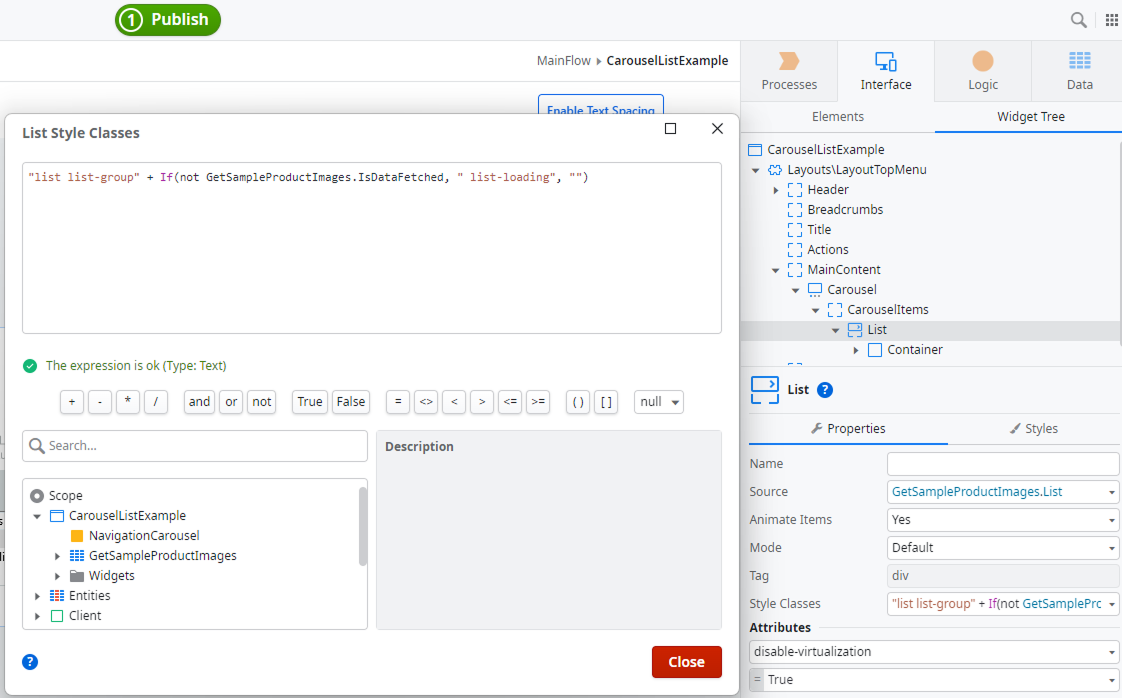 1 Publish
MainFlow CarouselListExample
Enable Text Spacing
List Style Classes
"list list-group" + If(not GetSampleProductImages.IsDataFetched, " list-loading", "")
The expression is ok (Type: Text)
+ - * / and or not True False = <> < > <= >= ( ) [ ] null
Search...
Description
Scope
CarouselListExample
NavigationCarousel
GetSampleProductImages
Widgets
Entities
Client
?
Close
Processes Interface Logic Data
Elements Widget Tree
CarouselListExample
Layouts\LayoutTopMenu
Header
Breadcrumbs
Title
Actions
MainContent
Carousel
CarouselItems
List
Container
List ?
Properties Styles
Name
Source GetSampleProductImages.List
Animate Items Yes
Mode Default
Tag div
Style Classes "list list-group" + If(not GetSamplePrc
Attributes
disable-virtualization
= True